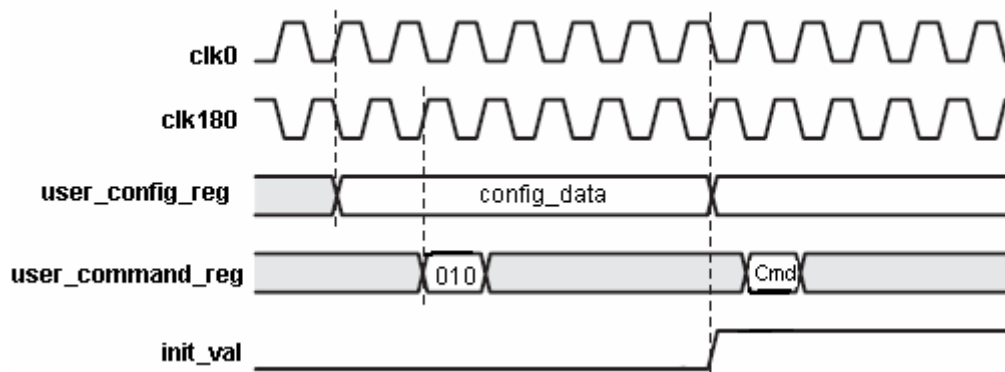 clk0
clk180
user_config_reg config_data
user_command_reg 010 Cmd
init_val